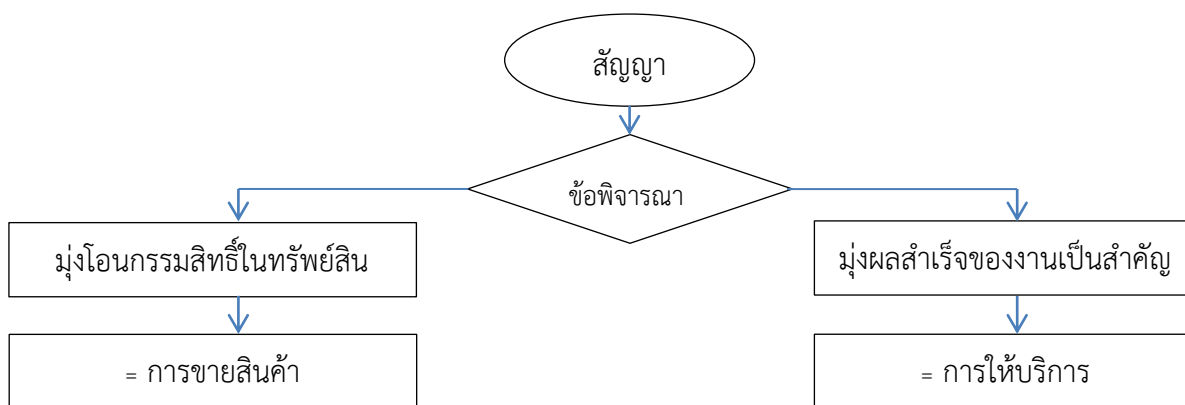 สัญญา
ข้อพิจารณา
มุ่งโอนกรรมสิทธิ์ในทรัพย์สิน
มุ่งผลสำเร็จของงานเป็นสำคัญ
= การขายสินค้า
= การให้บริการ